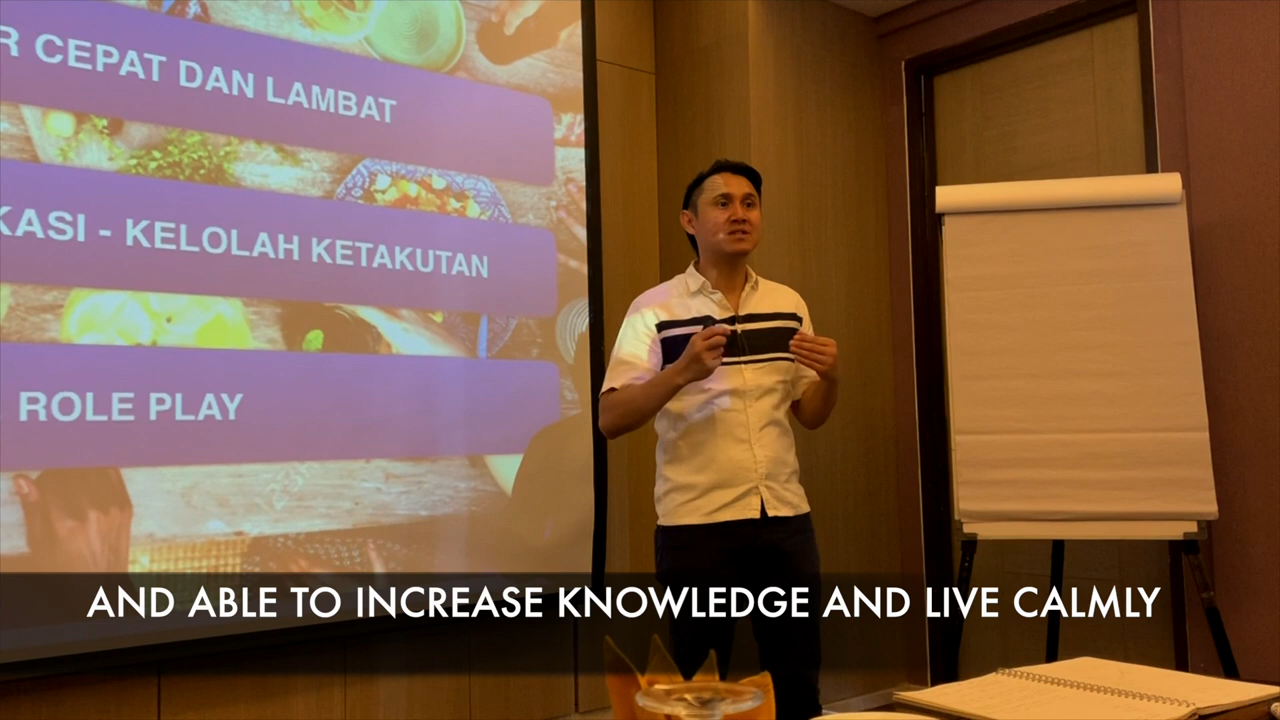 R CEPAT DAN LAMBAT
KASI - KELOLAH KETAKUTAN
ROLE PLAY
AND ABLE TO INCREASE KNOWLEDGE AND LIVE CALMLY